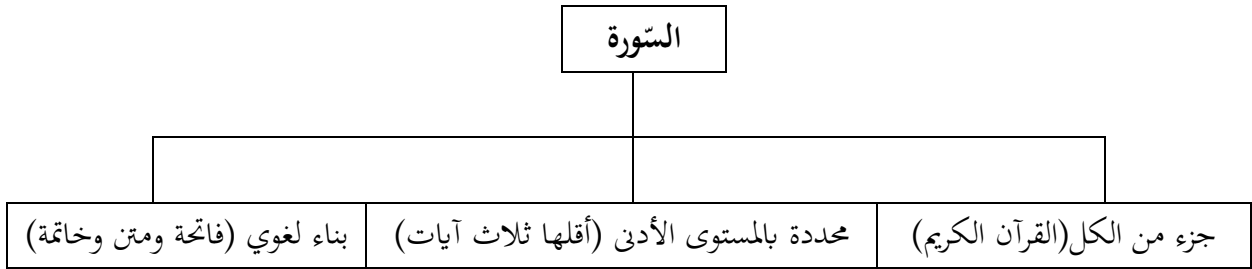 السّورة
جزء من الكل(القرآن الكريم)
محددة بالمستوى الأدنى (أقلها ثلاث آيات)
بناء لغوي (فاتحة ومتن وخاتمة)